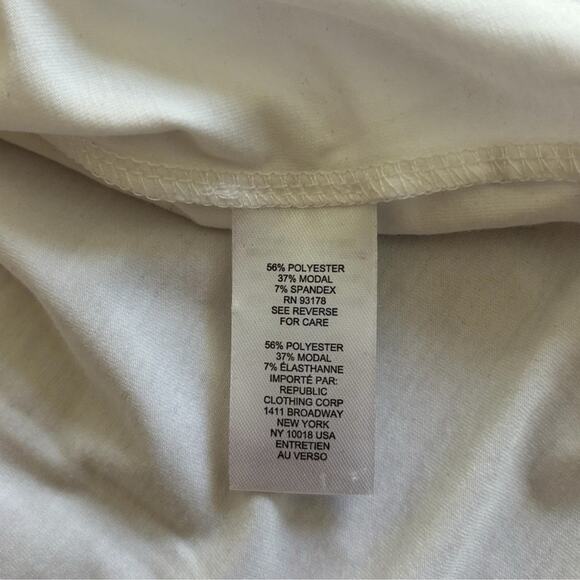 56% POLYESTER
37% MODAL
7% SPANDEX
RN 93178
SEE REVERSE
FOR CARE
56% POLYESTER
37% MODAL
7% ÉLASTHANNE
IMPORTÉ PAR:
REPUBLIC
CLOTHING CORP
1411 BROADWAY
NEW YORK
NY 10018 USA
ENTRETIEN
AU VERSO